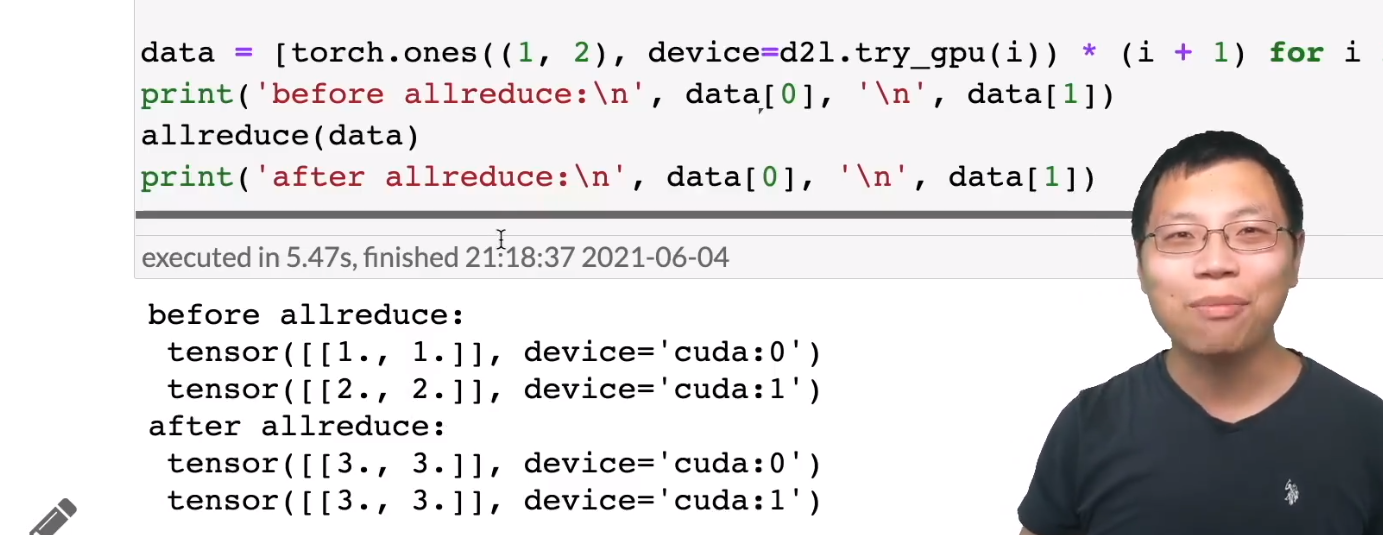 data = [torch.ones((1, 2), device=d2l.try_gpu(i)) * (i + 1) for i
print('before allreduce:\n', data[0], '\n', data[1])
allreduce(data)
print('after allreduce:\n', data[0], '\n', data[1])
executed in 5.47s, finished 21:18:37 2021-06-04
before allreduce:
tensor([[1., 1.]], device='cuda:0')
tensor([[2., 2.]], device='cuda:1')
after allreduce:
tensor([[3., 3.]], device='cuda:0')
tensor([[3., 3.]], device='cuda:1')